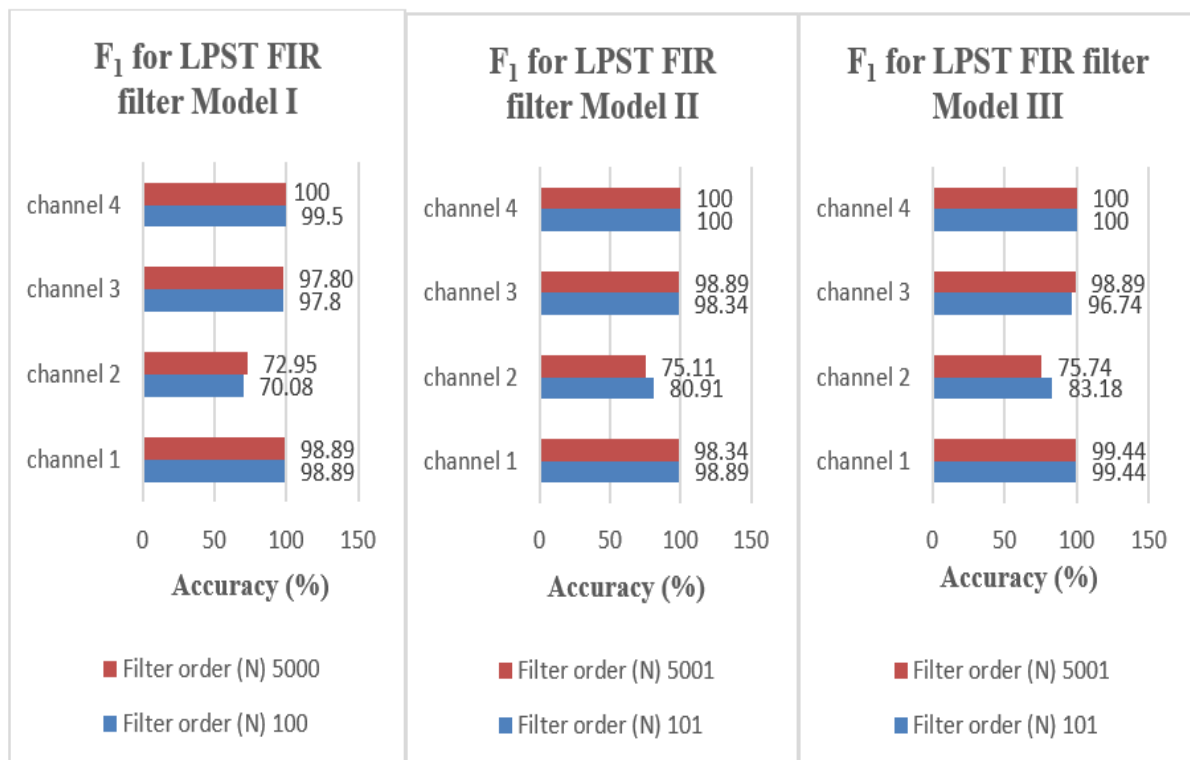 F1 for LPST FIR
filter Model I
channel 4
100
99.5
channel 3
97.80
97.8
channel 2
72.95
70.08
channel 1
98.89
98.89
0 50 100 150
Accuracy (%)
Filter order (N) 5000
Filter order (N) 100
F1 for LPST FIR
filter Model II
channel 4
100
100
channel 3
98.89
98.34
channel 2
75.11
80.91
channel 1
98.34
98.89
0 50 100 150
Accuracy (%)
Filter order (N) 5001
Filter order (N) 101
F1 for LPST FIR filter
Model III
channel 4
100
100
channel 3
98.89
96.74
channel 2
75.74
83.18
channel 1
99.44
99.44
0 50 100 150
Accuracy (%)
Filter order (N) 5001
Filter order (N) 101